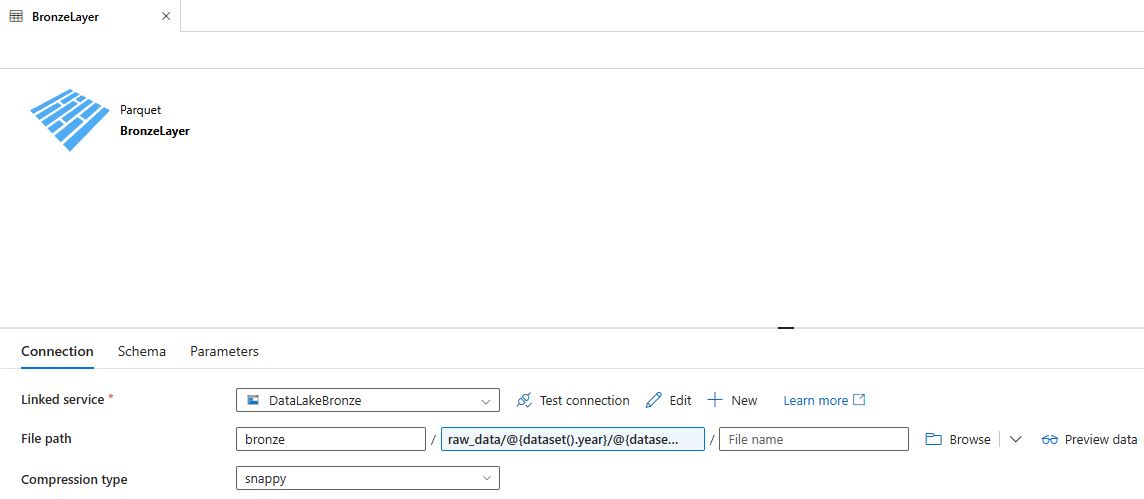 BronzeLayer
Parquet
BronzeLayer
Connection Schema Parameters
Linked service * DataLakeBronze Test connection Edit New Learn more
File path bronze / raw_data/@{dataset().year}/@{datase... / File name Browse Preview data
Compression type snappy